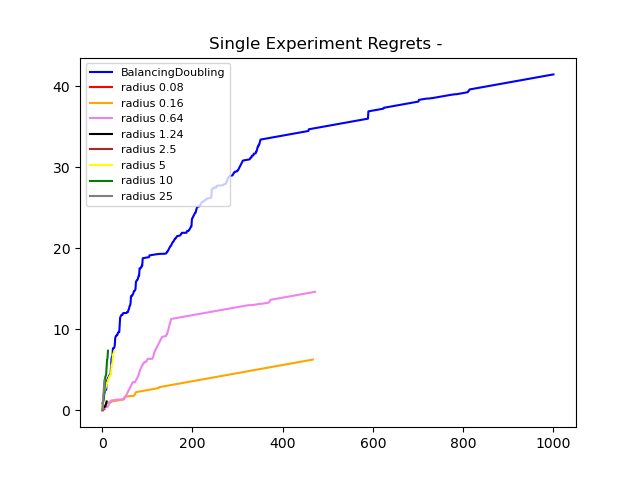 Single Experiment Regrets -
BalancingDoubling
radius 0.08
radius 0.16
radius 0.64
radius 1.24
radius 2.5
radius 5
radius 10
radius 25
40
30
20
10
0
0 200 400 600 800 1000